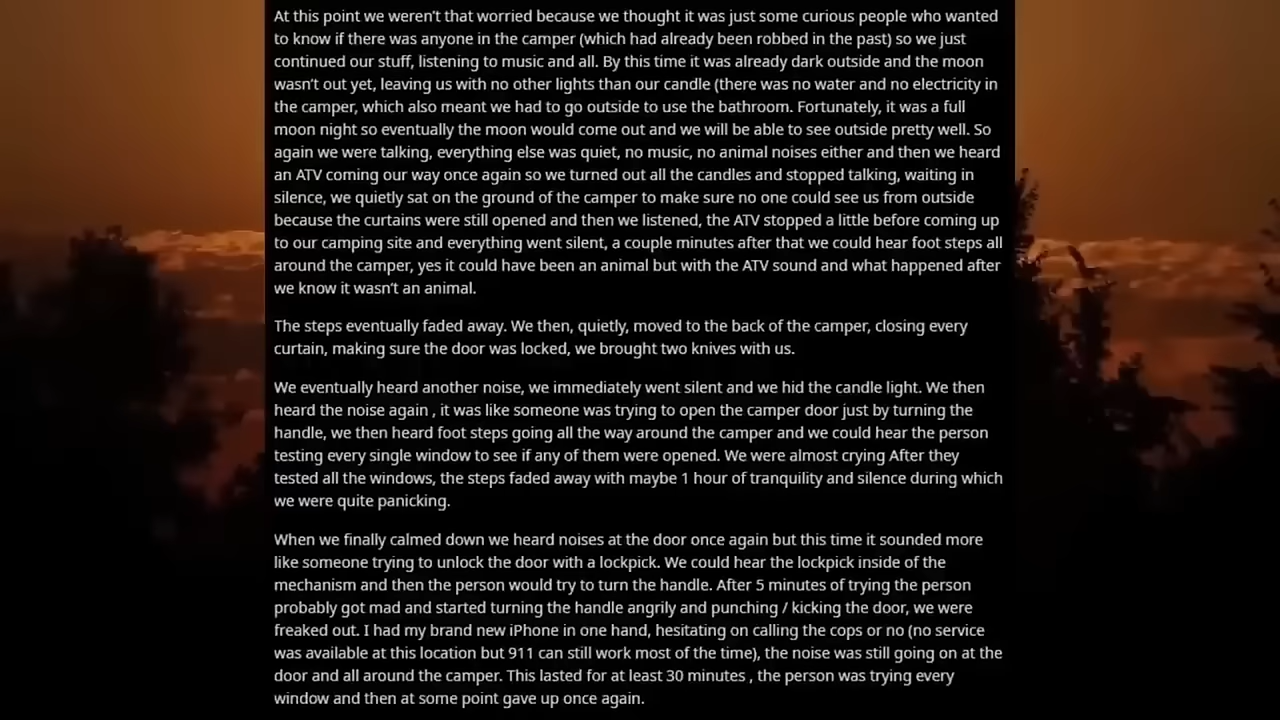 At this point we weren't that worried because we thought it was just some curious people who wanted
to know if there was anyone in the camper (which had already been robbed in the past) so we just
continued our stuff, listening to music and all. By this time it was already dark outside and the moon
wasn't out yet, leaving us with no other lights than our candle (there was no water and no electricity in
the camper, which also meant we had to go outside to use the bathroom. Fortunately, it was a full
moon night so eventually the moon would come out and we will be able to see outside pretty well. So
again we were talking, everything else was quiet, no music, no animal noises either and then we heard
an ATV coming our way once again so we turned out all the candles and stopped talking, waiting in
silence, we quietly sat on the ground of the camper to make sure no one could see us from outside
because the curtains were still opened and then we listened, the ATV stopped a little before coming up
to our camping site and everything went silent, a couple minutes after that we could hear foot steps all
around the camper, yes it could have been an animal but with the ATV sound and what happened after
we know it wasn't an animal.
The steps eventually faded away. We then, quietly, moved to the back of the camper, closing every
curtain, making sure the door was locked, we brought two knives with us.
We eventually heard another noise, we immediately went silent and we hid the candle light. We then
heard the noise again , it was like someone was trying to open the camper door just by turning the
handle, we then heard foot steps going all the way around the camper and we could hear the person
testing every single window to see if any of them were opened. We were almost crying After they
tested all the windows, the steps faded away with maybe 1 hour of tranquility and silence during which
we were quite panicking.
When we finally calmed down we heard noises at the door once again but this time it sounded more
like someone trying to unlock the door with a lockpick. We could hear the lockpick inside of the
mechanism and then the person would try to turn the handle. After 5 minutes of trying the person
probably got mad and started turning the handle angrily and punching / kicking the door, we were
freaked out. I had my brand new iPhone in one hand, hesitating on calling the cops or no (no service
was available at this location but 911 can still work most of the time), the noise was still going on at the
door and all around the camper. This lasted for at least 30 minutes , the person was trying every
window and then at some point gave up once again.